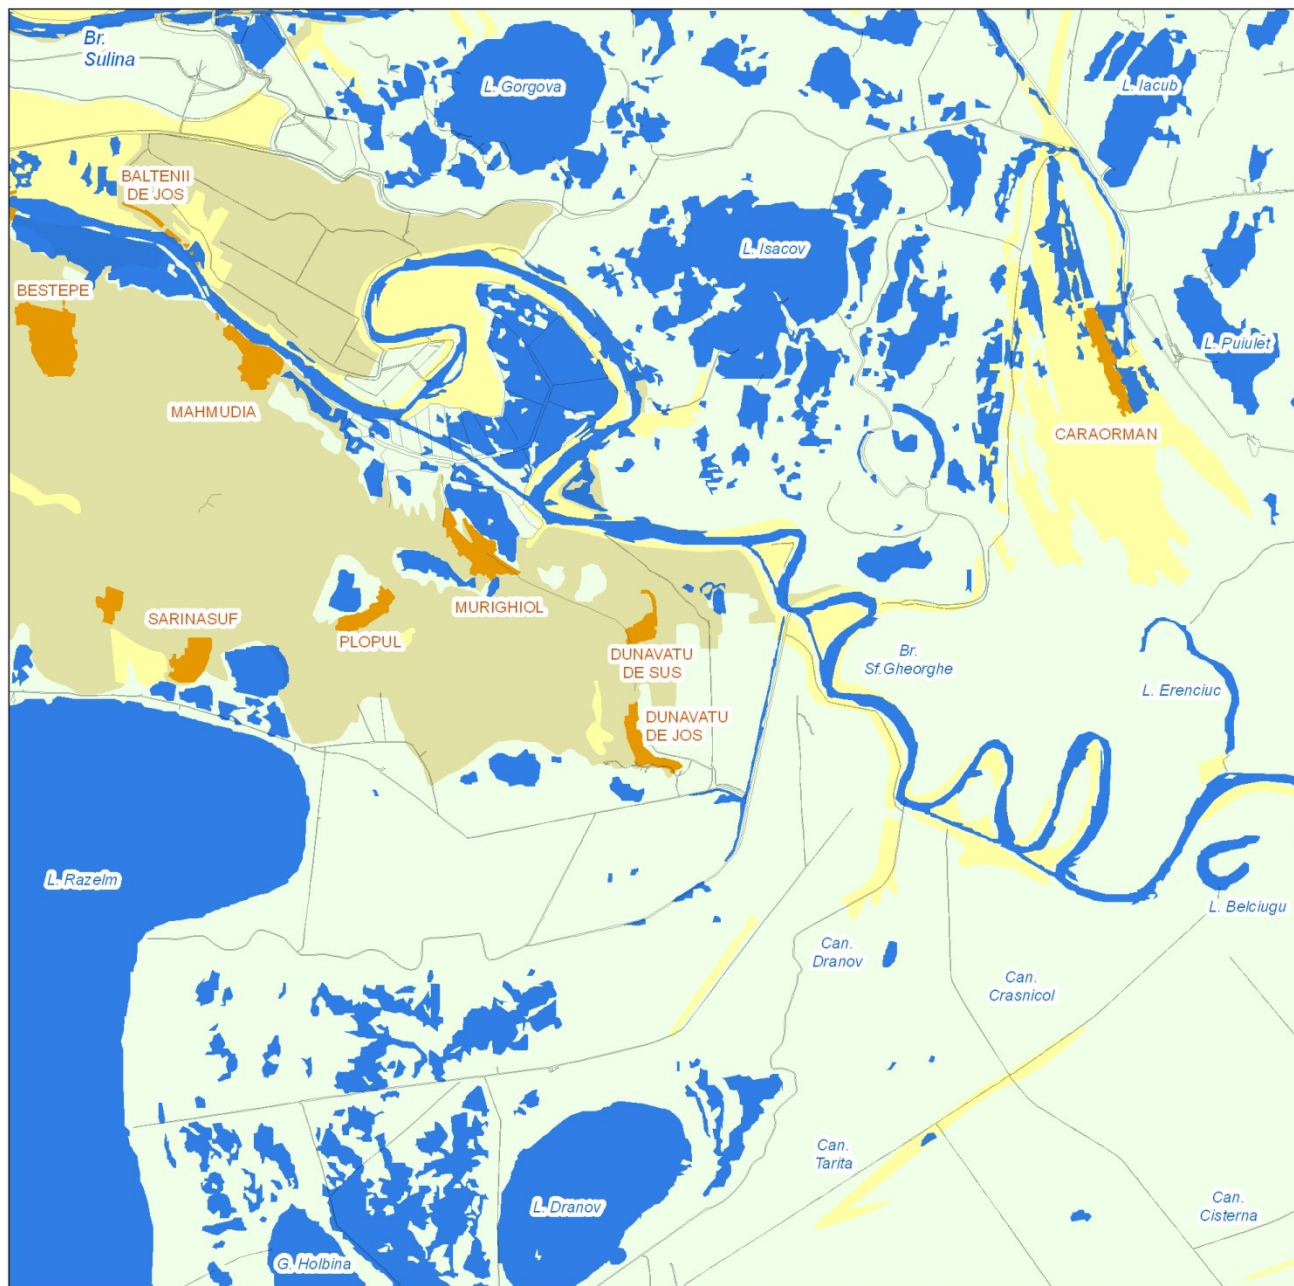 Br.
Sulina
L. Gorgova
L. Iacub
BALTENII
DE JOS
L. Isacov
BESTEPE
L. Puiulet
MAHMUDIA
CARAORMAN
MURIGHIOL
SARINASUF
PLOPUL
DUNAVATU
DE SUS
Br.
Sf.Gheorghe
L. Erenciuc
DUNAVATU
DE JOS
L. Razelm
L. Belciugu
Can.
Dranov
Can.
Crasnicol
Can.
Tarita
L. Dranov
Can.
Cisterna
G. Holbina